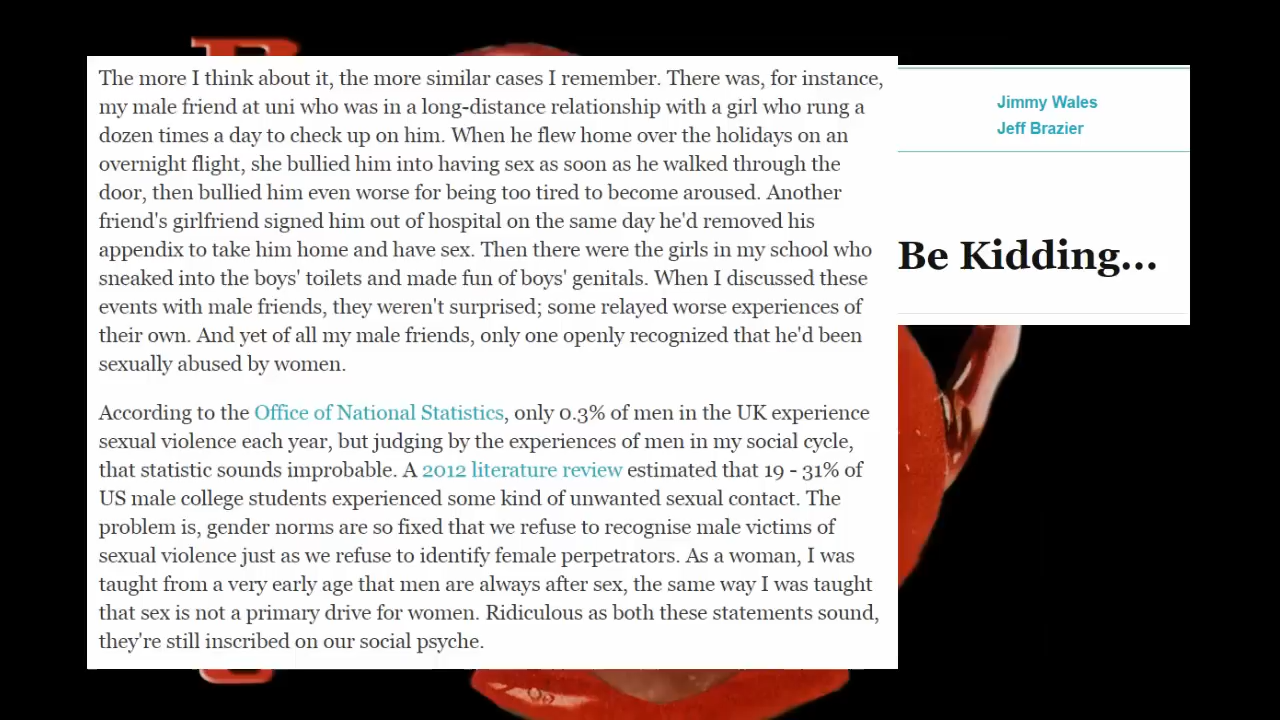 The more I think about it, the more similar cases I remember. There was, for instance,
my male friend at uni who was in a long-distance relationship with a girl who rung a
dozen times a day to check up on him. When he flew home over the holidays on an
overnight flight, she bullied him into having sex as soon as he walked through the
door, then bullied him even worse for being too tired to become aroused. Another
friend's girlfriend signed him out of hospital on the same day he'd removed his
appendix to take him home and have sex. Then there were the girls in my school who
sneaked into the boys' toilets and made fun of boys' genitals. When I discussed these
events with male friends, they weren't surprised; some relayed worse experiences of
their own. And yet of all my male friends, only one openly recognized that he'd been
sexually abused by women.
According to the Office of National Statistics, only 0.3% of men in the UK experience
sexual violence each year, but judging by the experiences of men in my social cycle,
that statistic sounds improbable. A 2012 literature review estimated that 19 - 31% of
US male college students experienced some kind of unwanted sexual contact. The
problem is, gender norms are so fixed that we refuse to recognise male victims of
sexual violence just as we refuse to identify female perpetrators. As a woman, I was
taught from a very early age that men are always after sex, the same way I was taught
that sex is not a primary drive for women. Ridiculous as both these statements sound,
they're still inscribed on our social psyche.
Jimmy Wales
Jeff Brazier
Be Kidding...